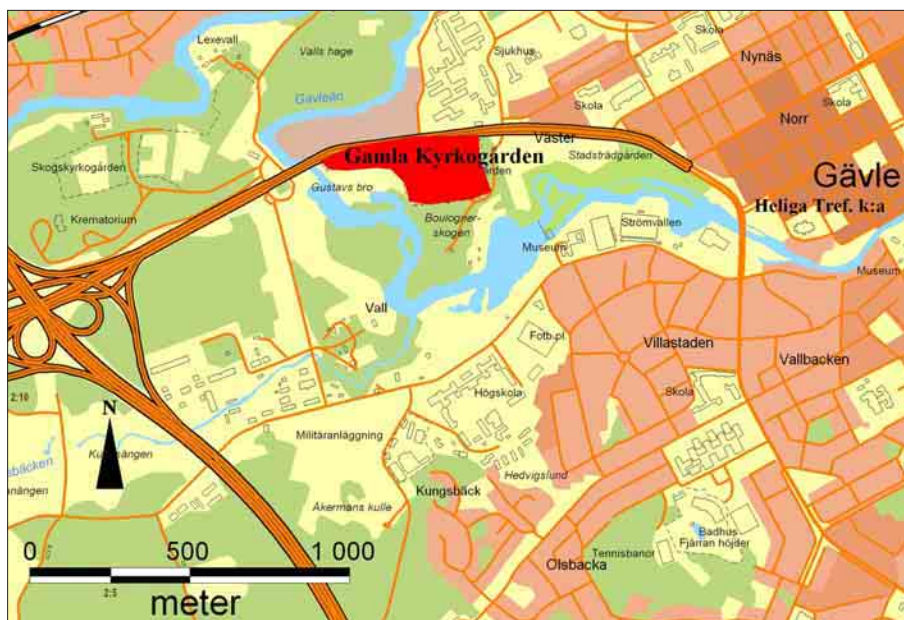 Lexevall
Valls hage
Sjukhus
Skola
Nynäs
Gavleån
Skola
Skola
Norr
Väster
Gamla Kyrkogården
Stadsträdgården
Skogskyrkogården
Gustavs bro
Gävle
Heliga Tref. k:a
Krematorium
Boulogner-
skogen
Strömvallen
Museum
Museum
Vall
Fotb.pl
Villastaden
Vallbacken
Högskola
Skola
2:10
N
Militäranläggning
Hedvigslund
Kungsbäck
Åkermans kulle
0 500 1 000
Badhus
Fjärran höjder
Tennisbanor
Olsbacka
meter